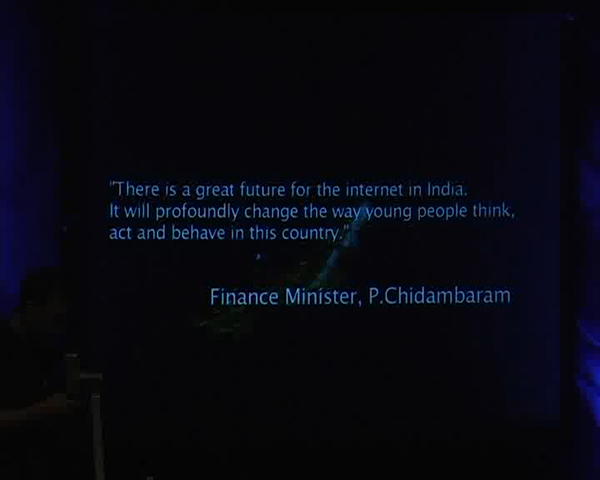 "There is a great future for the internet in India.
It will profoundly change the way young people think,
act and behave in this country."
Finance Minister, P.Chidambaram